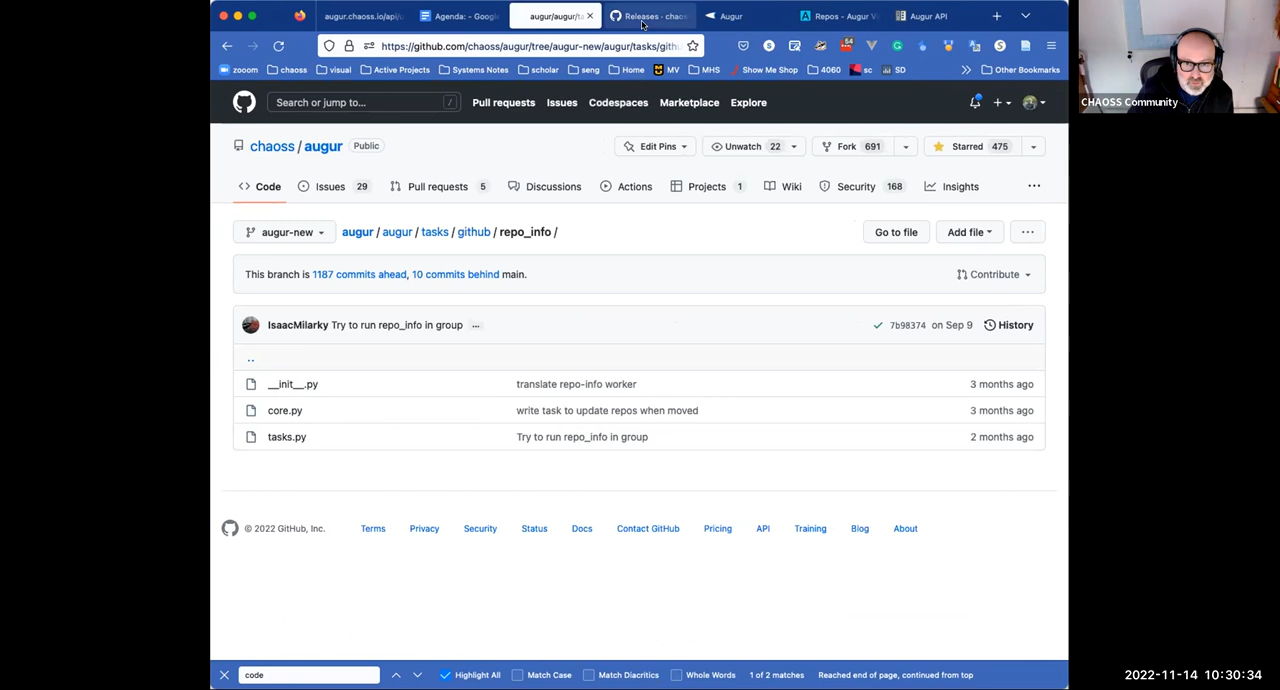 augur.chaoss.io/api/u
Agenda: - Google
augur/augur/ta
Releases · chaos
Augur
Repos - Augur Vi
Augur API
https://github.com/chaoss/augur/tree/augur-new/augur/tasks/gith
zooom
chaoss
visual
Active Projects
Systems Notes
scholar
seng
Home
MV
MHS
Show Me Shop
4060
sc
SD
Other Bookmarks
CHAOSS Community
Search or jump to...
/
Pull requests
Issues
Codespaces
Marketplace
Explore
chaoss / augur
Public
Edit Pins
Unwatch 22
Fork 691
Starred 475
Code
Issues 29
Pull requests 5
Discussions
Actions
Projects 1
Wiki
Security 168
Insights
augur-new
augur / augur / tasks / github / repo_info /
Go to file
Add file
This branch is 1187 commits ahead, 10 commits behind main.
Contribute
IsaacMilarky Try to run repo_info in group
7b98374 on Sep 9
History
..
__init__.py translate repo-info worker 3 months ago
core.py write task to update repos when moved 3 months ago
tasks.py Try to run repo_info in group 2 months ago
© 2022 GitHub, Inc.
Terms
Privacy
Security
Status
Docs
Contact GitHub
Pricing
API
Training
Blog
About
code
Highlight All
Match Case
Match Diacritics
Whole Words
1 of 2 matches
Reached end of page, continued from top
2022-11-14 10:30:34